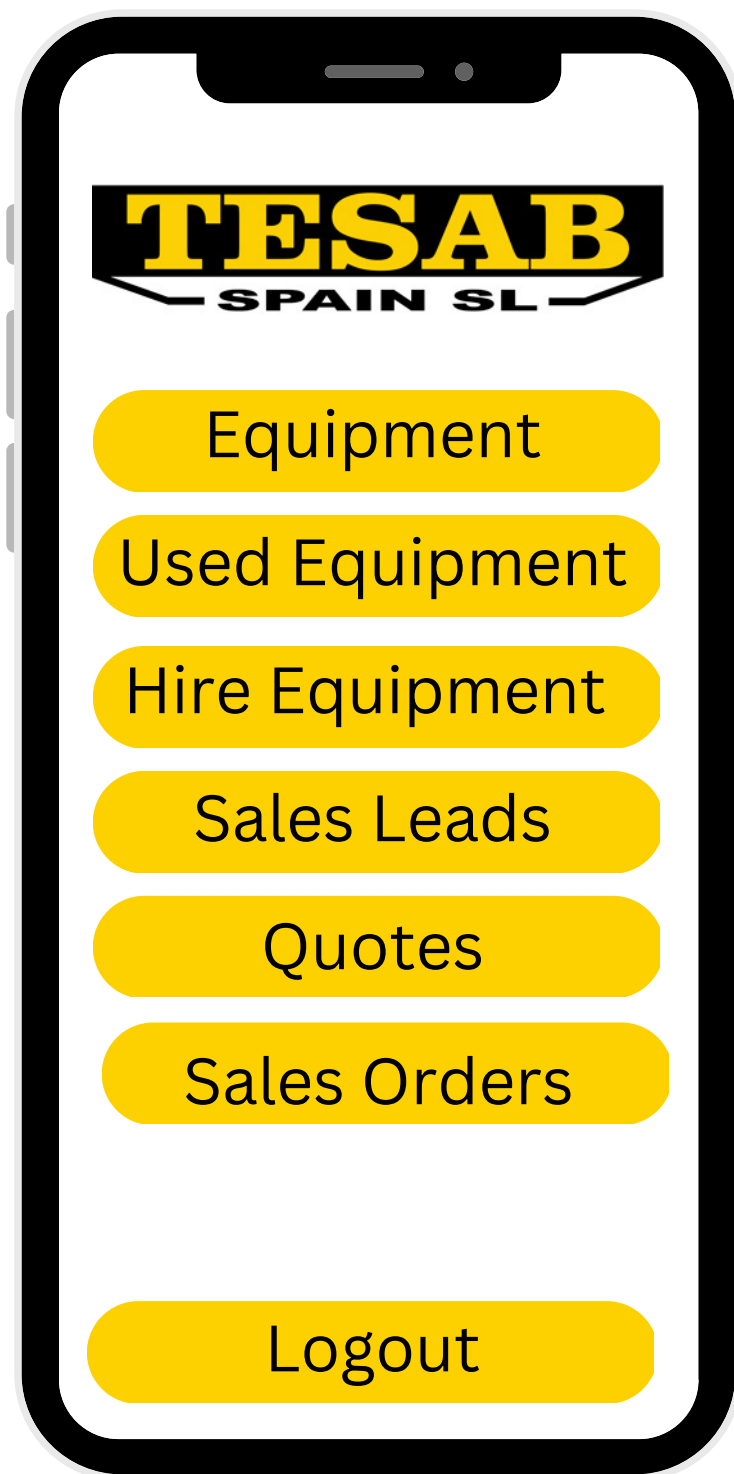 TESAB
SPAIN SL
Equipment
Used Equipment
Hire Equipment
Sales Leads
Quotes
Sales Orders
Logout